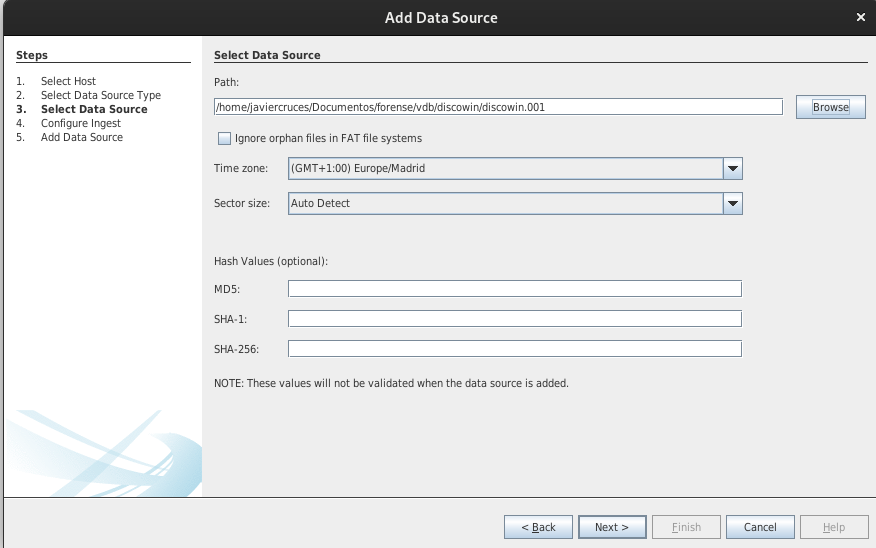 Add Data Source
×
Steps
1. Select Host
2. Select Data Source Type
3. Select Data Source
4. Configure Ingest
5. Add Data Source
Select Data Source
Path:
/home/javiercruces/Documentos/forense/vdb/discowin/discowin.001
Browse
Ignore orphan files in FAT file systems
Time zone: (GMT+1:00) Europe/Madrid
Sector size: Auto Detect
Hash Values (optional):
MD5:
SHA-1:
SHA-256:
NOTE: These values will not be validated when the data source is added.
< Back Next > Finish Cancel Help